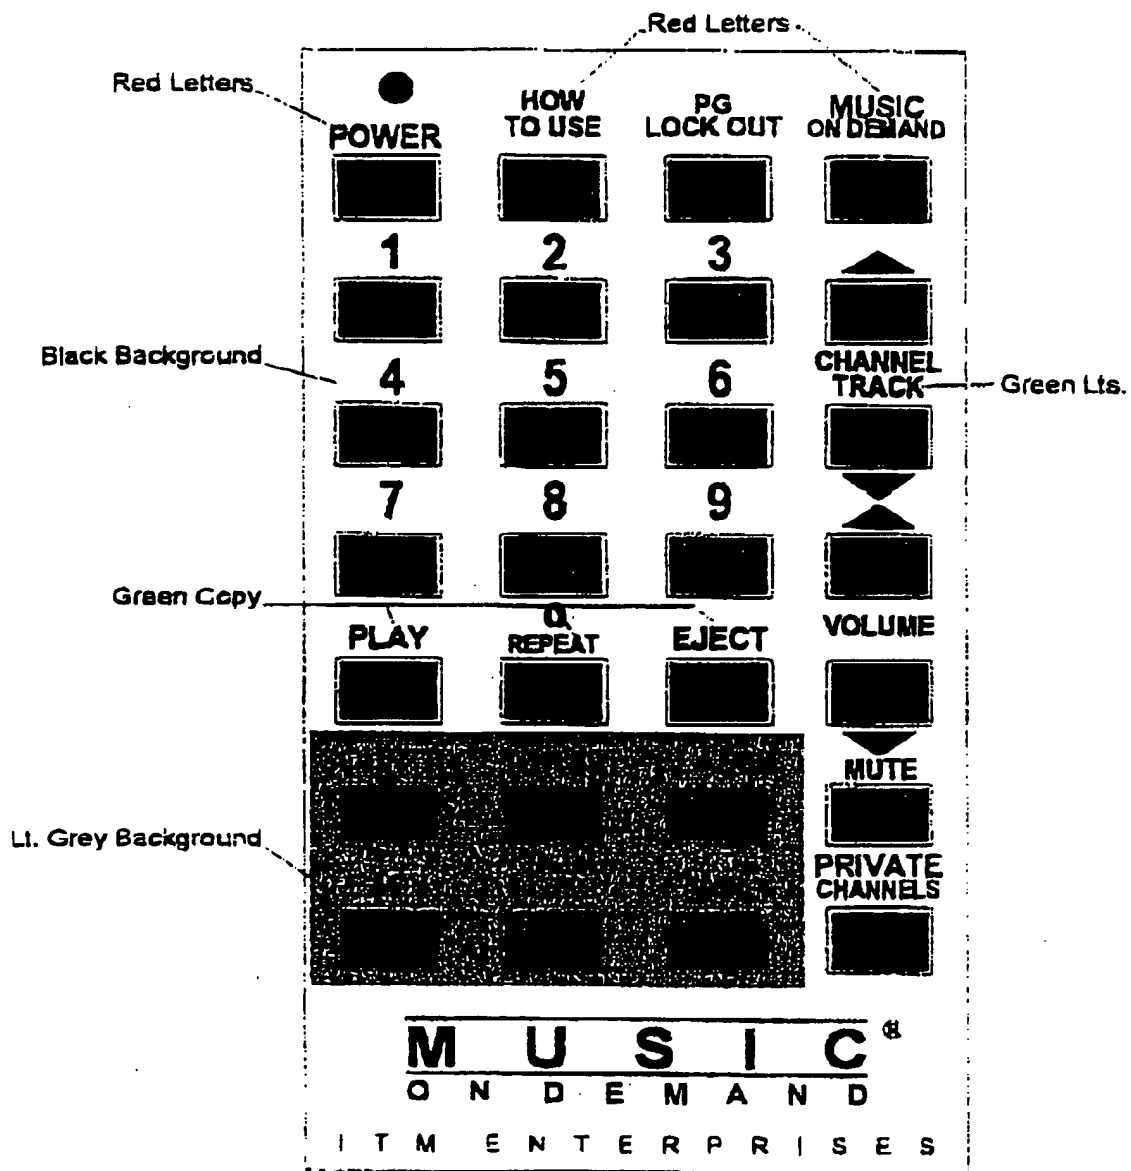 Red Letters
Red Letters
HOW
TO USE
PG
LOCK OUT
MUSIC
ON DEMAND
POWER
1 2 3
Black Background
4 5 6
CHANNEL
TRACK
Green Lts.
7 8 9
Green Copy
0
PLAY REPEAT EJECT
VOLUME
MUTE
Lt. Grey Background
PRIVATE
CHANNELS
MUSIC ®
ON DEMAND
ITM ENTERPRISES